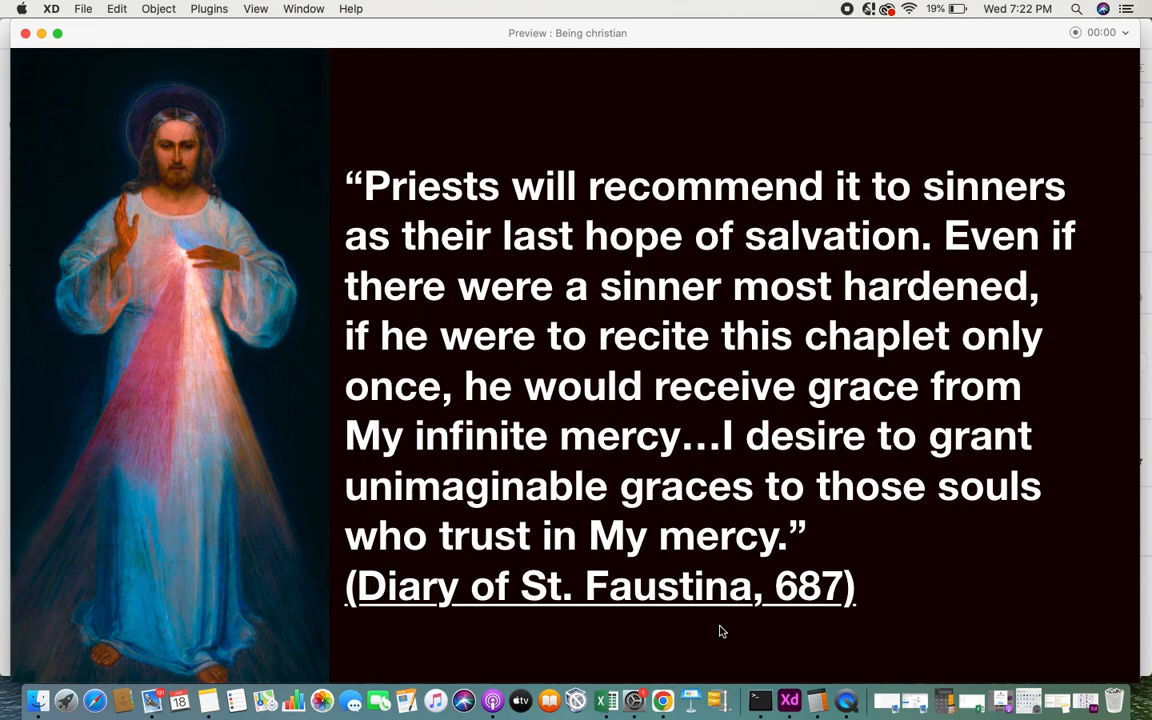 XD File Edit Object Plugins View Window Help 19% Wed 7:22 PM
Preview : Being christian 00:00
“Priests will recommend it to sinners
as their last hope of salvation. Even if
there were a sinner most hardened,
if he were to recite this chaplet only
once, he would receive grace from
My infinite mercy...I desire to grant
unimaginable graces to those souls
who trust in My mercy.”
(Diary of St. Faustina, 687)
18 tv Xd